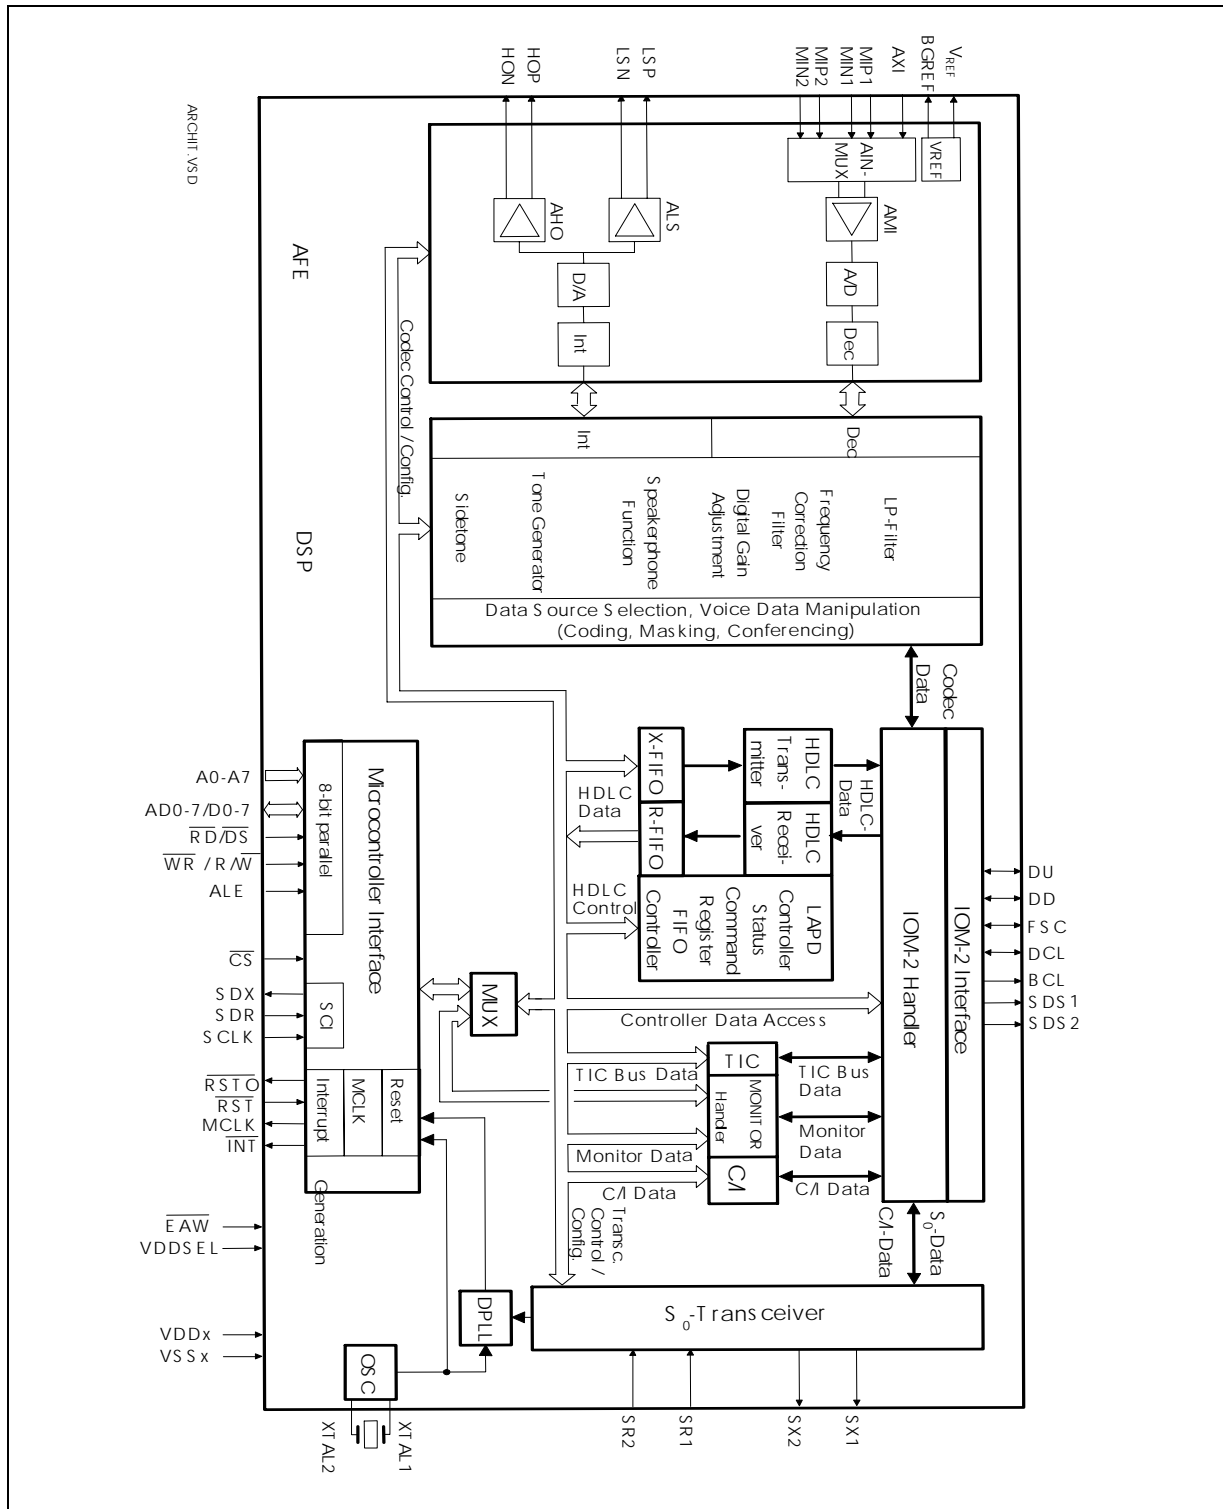 V REF
BGREF
AXI
MIP1
MIN1
MIP2
MIN2
LSP
LSN
HOP
HON
ARCHIT.VSD
VREF
AIN-
MUX
AMI
A/D
Dec
ALS
AHO
D/A
Int
AFE
Codec Control / Config.
Dec
Int
LP-Filter
Frequency
Correction
Filter
Digital Gain
Adjustment
Speakerphone
Function
Tone Generator
Sidetone
DSP
Data Source Selection, Voice Data Manipulation
(Coding, Masking, Conferencing)
Codec
Data
X-FIFO
R-FIFO
HDLC
Trans-
mitter
HDLC
Recei-
ver
HDLC-
Data
HDLC
Data
HDLC
Control
LAPD
Controller
Status
Command
Register
FIFO
Controller
IOM-2 Handler
IOM-2 Interface
DU
DD
FSC
DCL
BCL
SDS1
SDS2
A0-A7
AD0-7/D0-7
RD/DS
WR / R/W
ALE
CS
SDX
SDR
SCLK
RSTO
RST
MCLK
INT
EAW
VDDSEL
VDDx
VSSx
8-bit parallel
Microcontroller Interface
SCI
Reset
MCLK
Interrupt
Generation
MUX
Controller Data Access
TIC
TIC Bus Data
TIC Bus
Data
MONITOR
Handler
Monitor
Data
Monitor Data
C/I
C/I Data
C/I Data
Transc.
Control /
Config.
S0-Data
C/I-Data
S0-Transceiver
DPLL
OSC
XTAL1
XTAL2
SR2
SR1
SX2
SX1